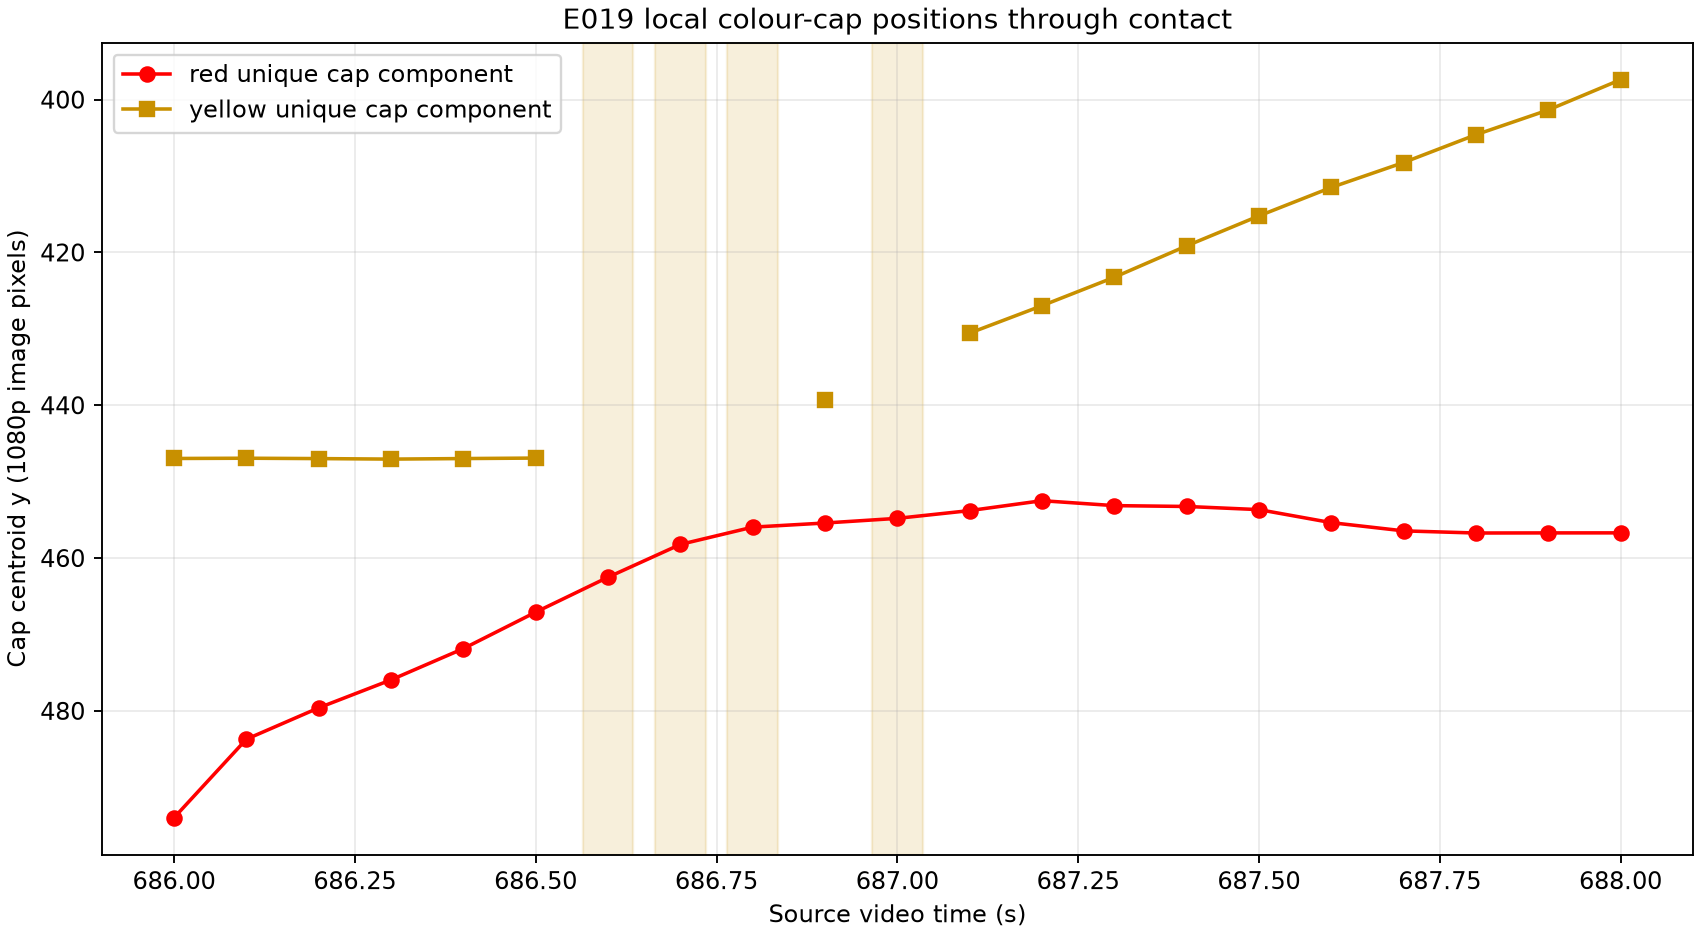 E019 local colour-cap positions through contact
red unique cap component
yellow unique cap component
Cap centroid y (1080p image pixels)
400
420
440
460
480
686.00 686.25 686.50 686.75 687.00 687.25 687.50 687.75 688.00
Source video time (s)